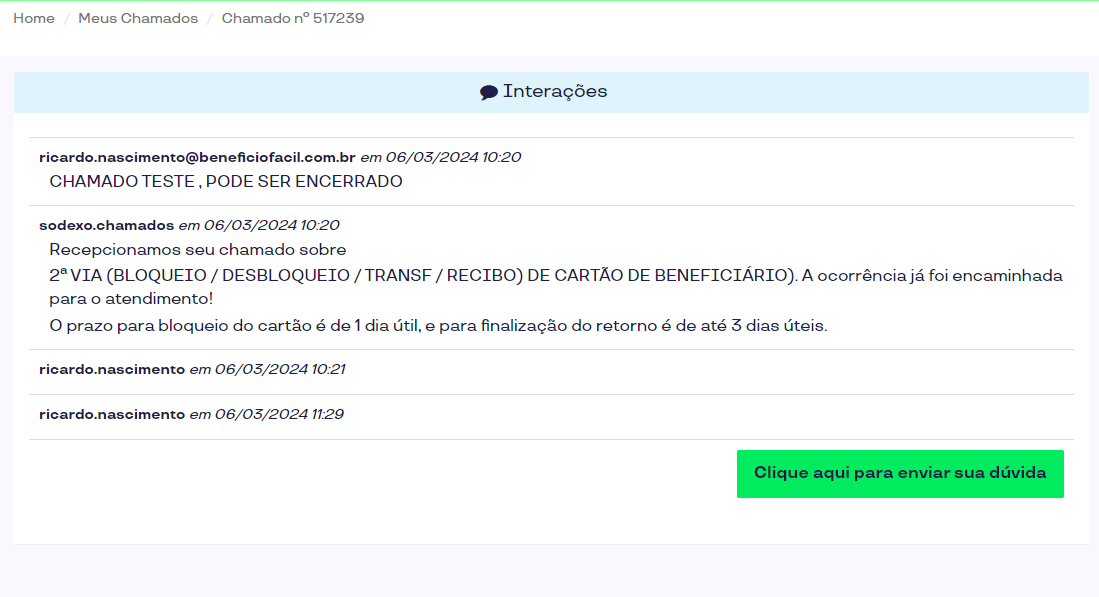 Home / Meus Chamados / Chamado nº 517239
Interações
ricardo.nascimento@beneficiofacil.com.br em 06/03/2024 10:20
CHAMADO TESTE , PODE SER ENCERRADO
sodexo.chamados em 06/03/2024 10:20
Recepcionamos seu chamado sobre
2ª VIA (BLOQUEIO / DESBLOQUEIO / TRANSF / RECIBO) DE CARTÃO DE BENEFICIÁRIO). A ocorrência já foi encaminhada
para o atendimento!
O prazo para bloqueio do cartão é de 1 dia útil, e para finalização do retorno é de até 3 dias úteis.
ricardo.nascimento em 06/03/2024 10:21
ricardo.nascimento em 06/03/2024 11:29
Clique aqui para enviar sua dúvida